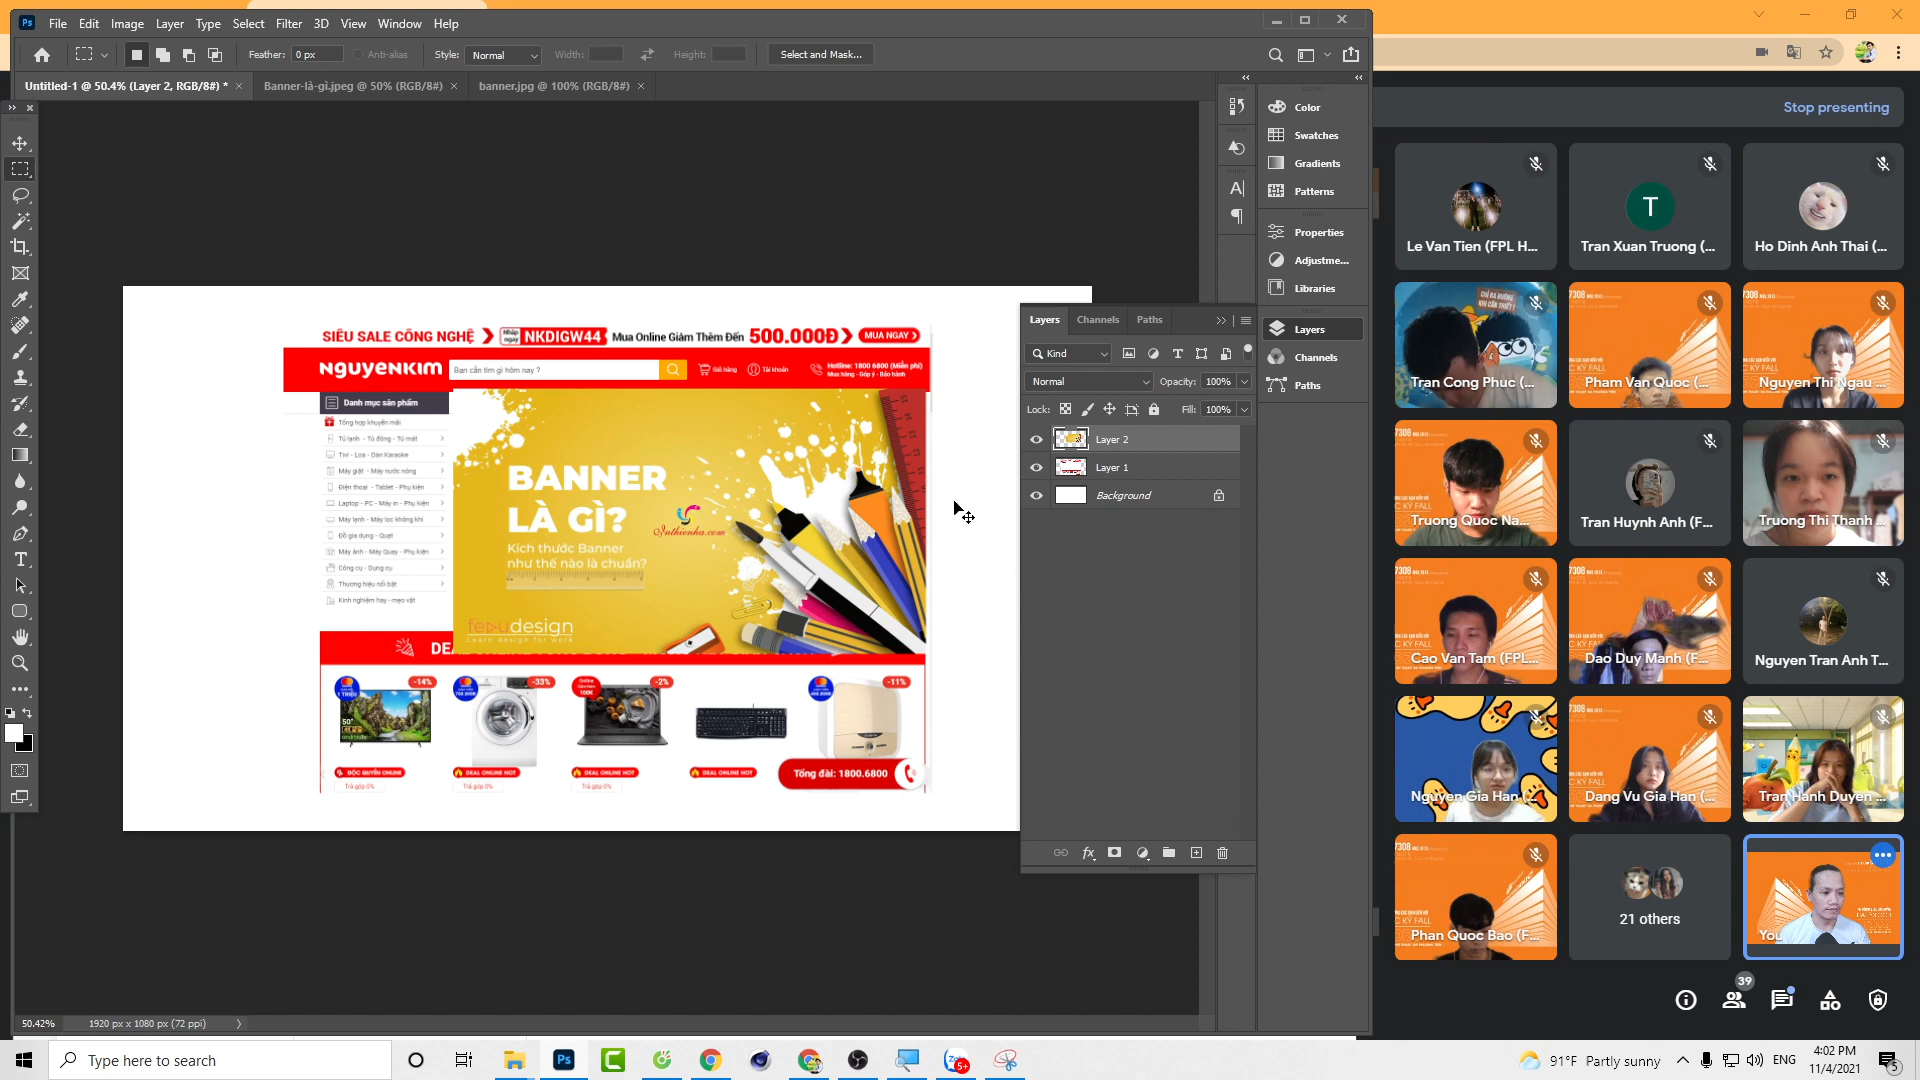 File Edit Image Layer Type Select Filter 3D View Window Help
Feather: 0 px Anti-alias Style: Normal Width: Height: Select and Mask...
Untitled-1 @ 50.4% (Layer 2, RGB/8#) *
Banner-là-gì.jpeg @ 50% (RGB/8#)
banner.jpg @ 100% (RGB/8#)
SIÊU SALE CÔNG NGHỆ Nhập ngay NKDIGW44 Mua Online Giảm Thêm Đến 500.000Đ MUA NGAY
NGUYENKIM
Bạn cần tìm gì hôm nay ?
Giỏ hàng
Tài khoản
Hotline: 1800 6800 (Miễn phí)
Mua hàng - Góp ý - Bảo hành
Danh mục sản phẩm
Tổng hợp khuyến mãi
Tủ lạnh - Tủ đông - Tủ mát
Tivi - Loa - Dàn Karaoke
Máy giặt - Máy nước nóng
Điện thoại - Tablet - Phụ kiện
Laptop - PC - Máy in - Phụ kiện
Máy lạnh - Máy lọc không khí
Đồ gia dụng - Quạt
Máy ảnh - Máy Quay - Phụ kiện
Công cụ - Dụng cụ
Thương hiệu nổi bật
Kinh nghiệm hay - mẹo vặt
BANNER
LÀ GÌ?
Kích thước Banner
như thế nào là chuẩn?
Inthienha.com
fedudesign
Learn design for work
-14% -33% -2% -11%
1 TRIỆU
50"
4K
androidtv
Online
100K
ĐỘC QUYỀN ONLINE
DEAL ONLINE HOT
DEAL ONLINE HOT
DEAL ONLINE HOT
Trả góp 0%
Trả góp 0%
Trả góp 0%
Tổng đài: 1800.6800
Layers Channels Paths
Kind
Normal Opacity: 100%
Lock: Fill: 100%
Layer 2
Layer 1
Background
Color
Swatches
Gradients
Patterns
Properties
Adjustme...
Libraries
Layers
Channels
Paths
50.42% 1920 px x 1080 px (72 ppi)
Stop presenting
Le Van Tien (FPL H...
T
Tran Xuan Truong (...
Ho Dinh Anh Thai (...
Tran Cong Phuc (...
Pham Van Quoc (...
Nguyen Thi Ngau ...
Truong Quoc Na...
Tran Huynh Anh (F...
Truong Thi Thanh ...
Cao Van Tam (FPL...
Dao Duy Manh (F...
Nguyen Tran Anh T...
Nguyen Gia Han (...
Dang Vu Gia Han (...
Tran Hanh Duyen ...
Phan Quoc Bao (F...
21 others
You
39
Type here to search
91°F Partly sunny
ENG
4:02 PM
11/4/2021
5